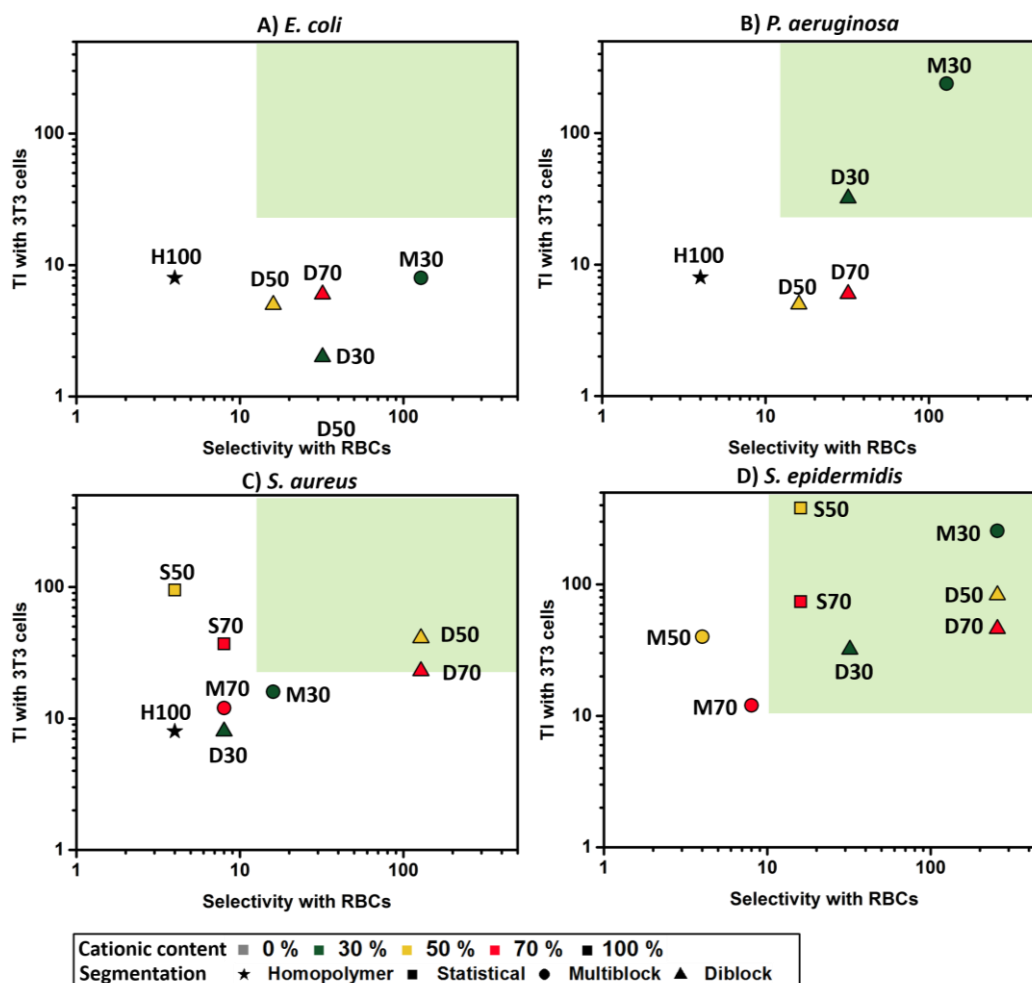 A) E. coli
TI with 3T3 cells
100
10
1
H100
D50
D70
M30
D30
1
10
100
D50
Selectivity with RBCs
B) P. aeruginosa
TI with 3T3 cells
100
10
1
M30
D30
H100
D50
D70
1
10
100
Selectivity with RBCs
C) S. aureus
TI with 3T3 cells
100
10
1
S50
S70
D50
D70
M70
M30
H100
D30
1
10
100
Selectivity with RBCs
D) S. epidermidis
TI with 3T3 cells
100
10
1
S50
M30
S70
D50
D70
M50
D30
M70
1
10
100
Selectivity with RBCs
Cationic content 0 % 30 % 50 % 70 % 100 %
Segmentation Homopolymer Statistical Multiblock Diblock